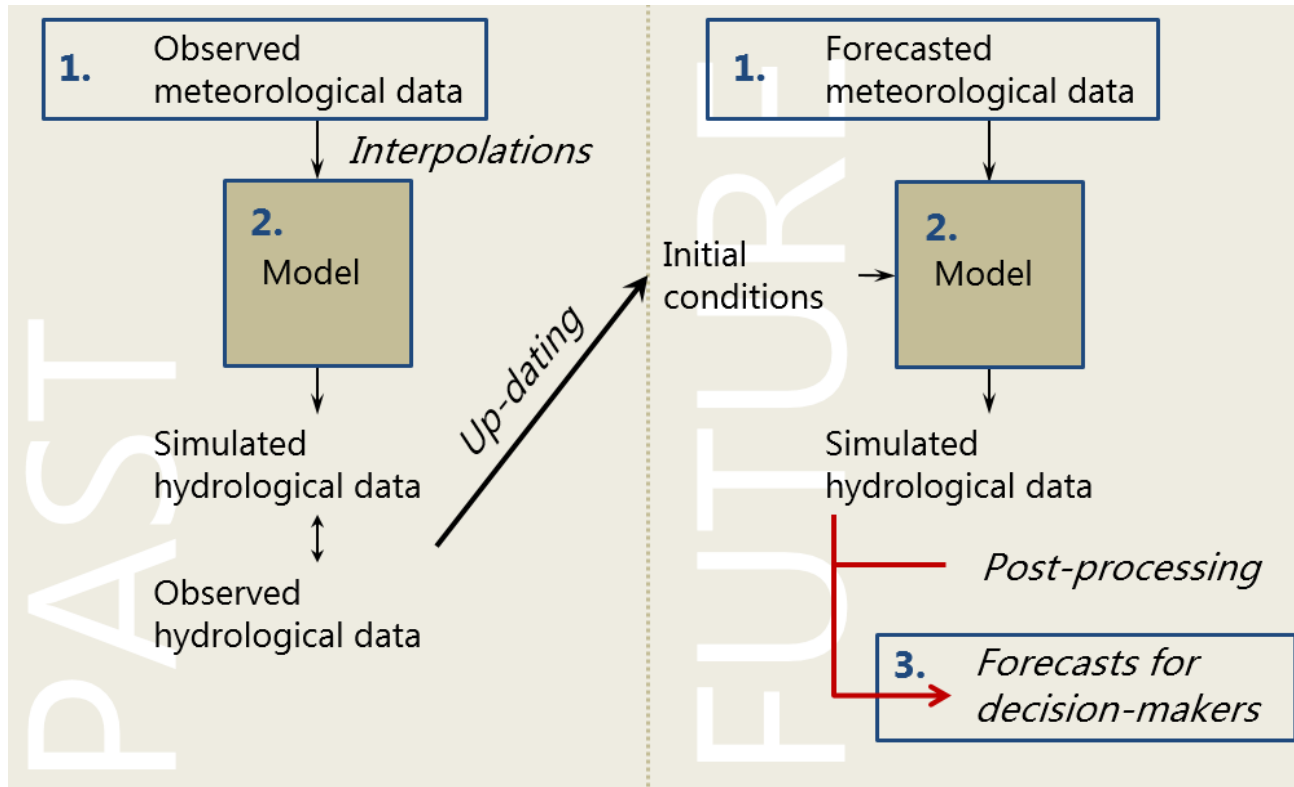 PAST
1.
Observed
meteorological data
Interpolations
2.
Model
Simulated
hydrological data
Observed
hydrological data
Up-dating
FUTURE
1.
Forecasted
meteorological data
Initial
conditions
2.
Model
Simulated
hydrological data
Post-processing
3.
Forecasts for
decision-makers